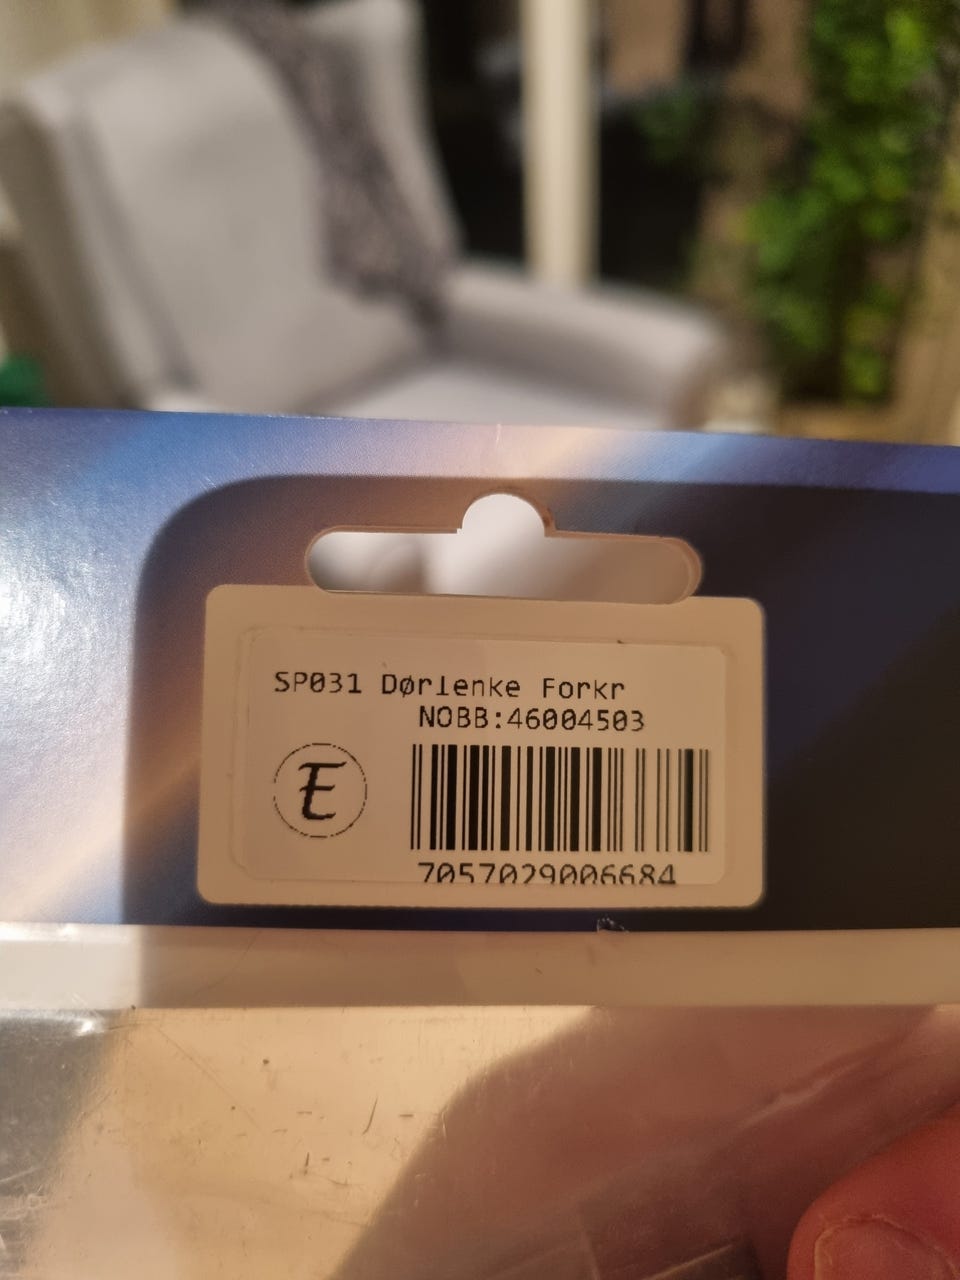 SP031 Dørlenke Forkr
NOBB:46004503
E
7057029006684